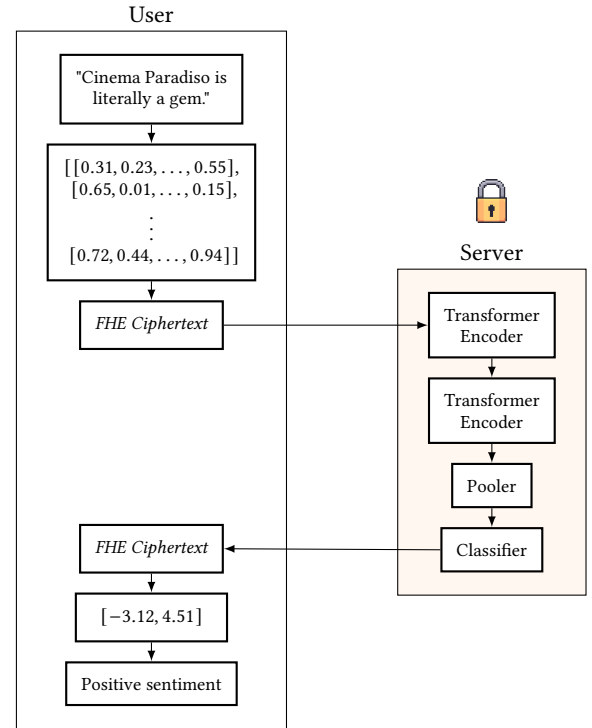 User
"Cinema Paradiso is
literally a gem."
[[0.31, 0.23, . . . , 0.55],
[0.65, 0.01, . . . , 0.15],
⋮
[0.72, 0.44, . . . , 0.94]]
FHE Ciphertext
Server
Transformer
Encoder
Transformer
Encoder
Pooler
Classifier
FHE Ciphertext
[−3.12, 4.51]
Positive sentiment